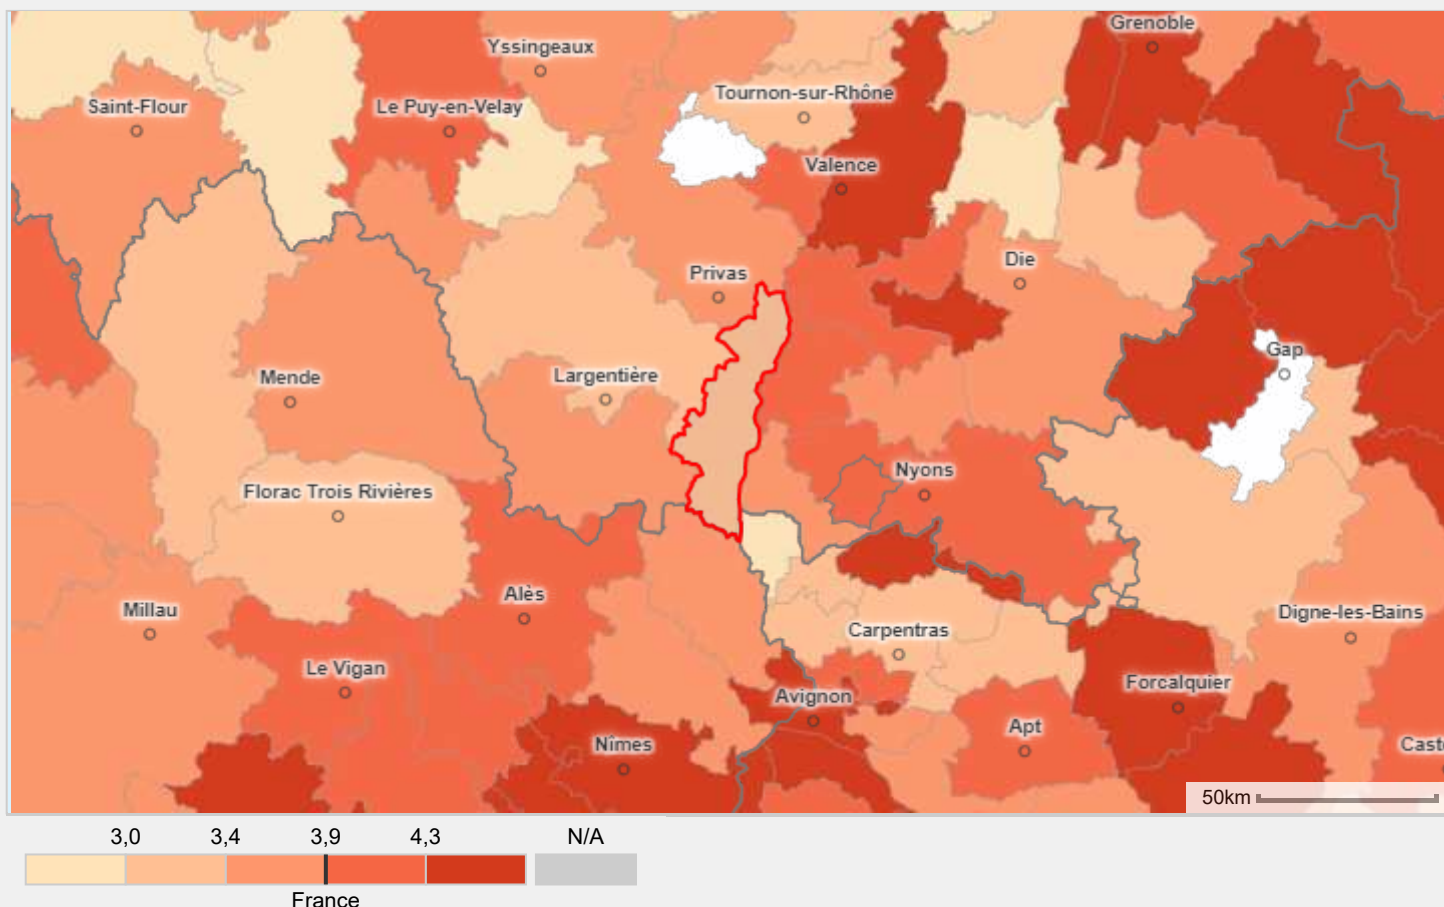 Grenoble
Yssingeaux
Saint-Flour
Le Puy-en-Velay
Tournon-sur-Rhône
Valence
Die
Privas
Gap
Mende
Largentière
Nyons
Florac Trois Rivières
Alès
Millau
Digne-les-Bains
Carpentras
Le Vigan
Avignon
Forcalquier
Apt
Nîmes
Cast
50km
3,0
3,4
3,9
4,3
N/A
France